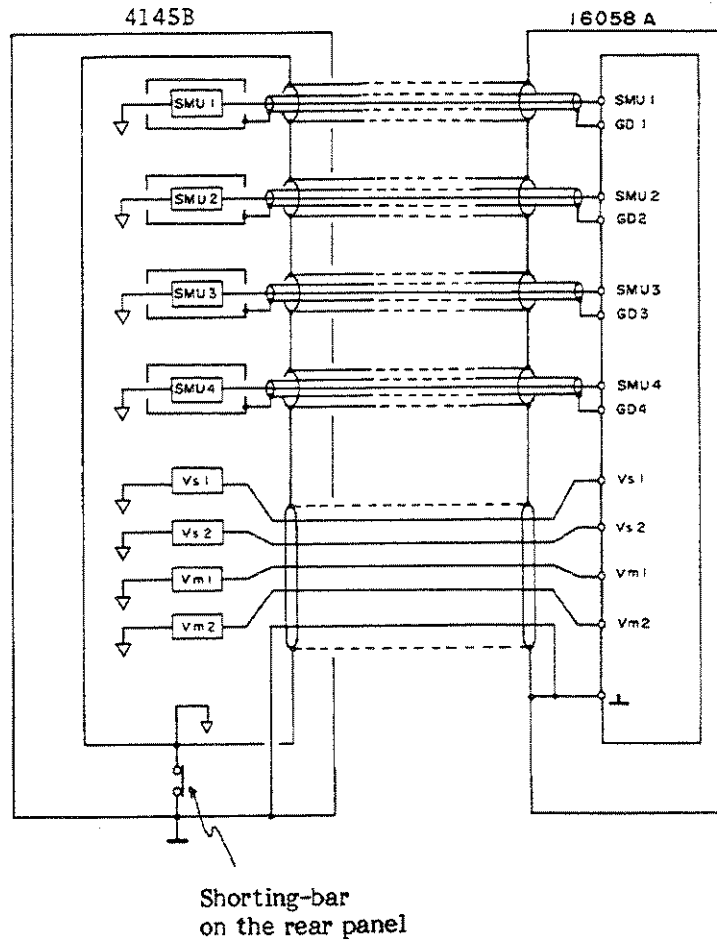 4145B
16058A
SMU1
SMU1
GD1
SMU2
SMU2
GD2
SMU3
SMU3
GD3
SMU4
SMU4
GD4
Vs1
Vs1
Vs2
Vs2
Vm1
Vm1
Vm2
Vm2
Shorting-bar
on the rear panel